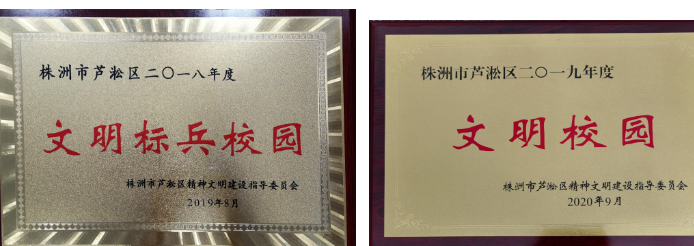 株洲市芦淞区二〇一八年度
文明标兵校园
株洲市芦淞区精神文明建设指导委员会
2019年8月
株洲市芦淞区二〇一九年度
文明校园
株洲市芦淞区精神文明建设指导委员会
2020年9月